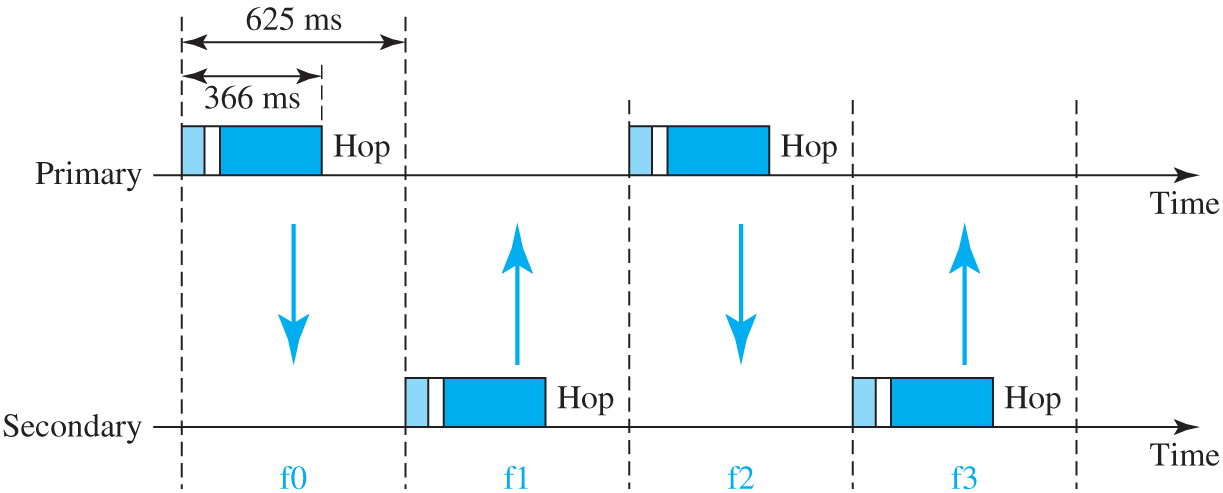 625 ms
366 ms
Hop
Hop
Primary
Time
Hop
Hop
Secondary
Time
f0
f1
f2
f3